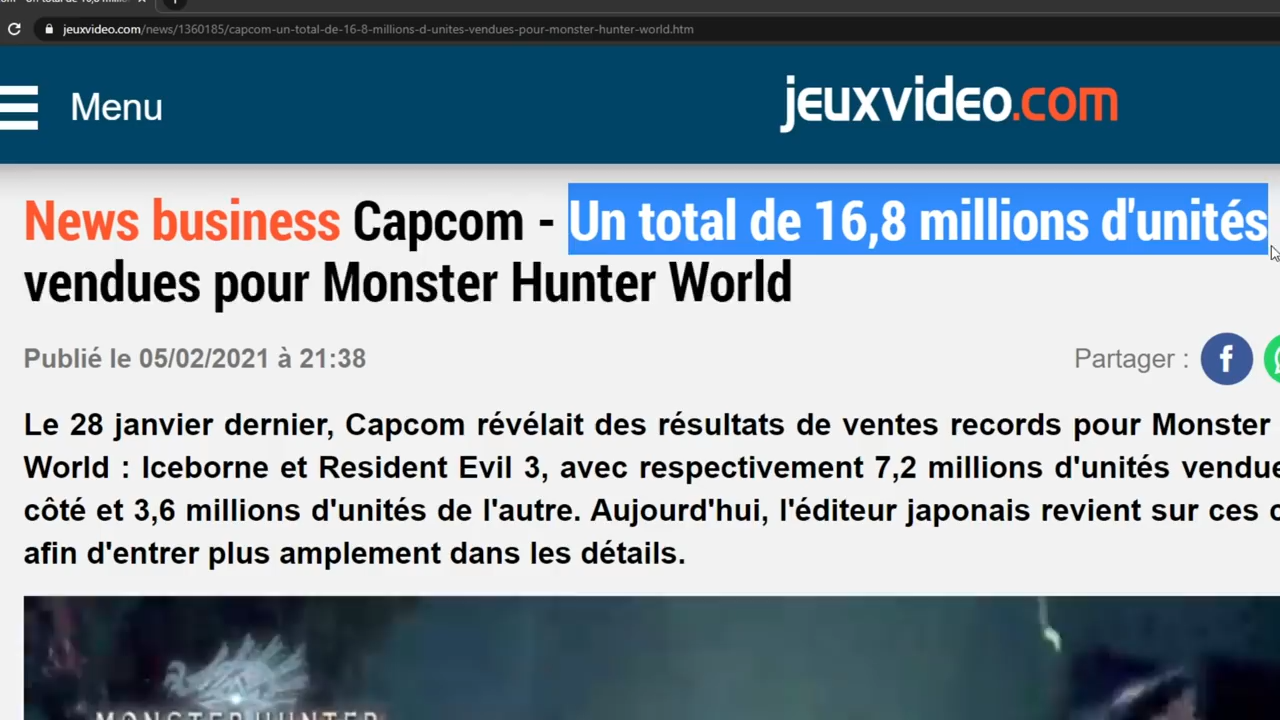 jeuxvideo.com/news/1360185/capcom-un-total-de-16-8-millions-d-unites-vendues-pour-monster-hunter-world.htm
Menu
jeuxvideo.com
News business Capcom - Un total de 16,8 millions d'unités
vendues pour Monster Hunter World
Publié le 05/02/2021 à 21:38
Partager :
Le 28 janvier dernier, Capcom révélait des résultats de ventes records pour Monster
World : Iceborne et Resident Evil 3, avec respectivement 7,2 millions d'unités
côté et 3,6 millions d'unités de l'autre. Aujourd'hui, l'éditeur japonais revient sur ces
afin d'entrer plus amplement dans les détails.
MONSTER HUNTER